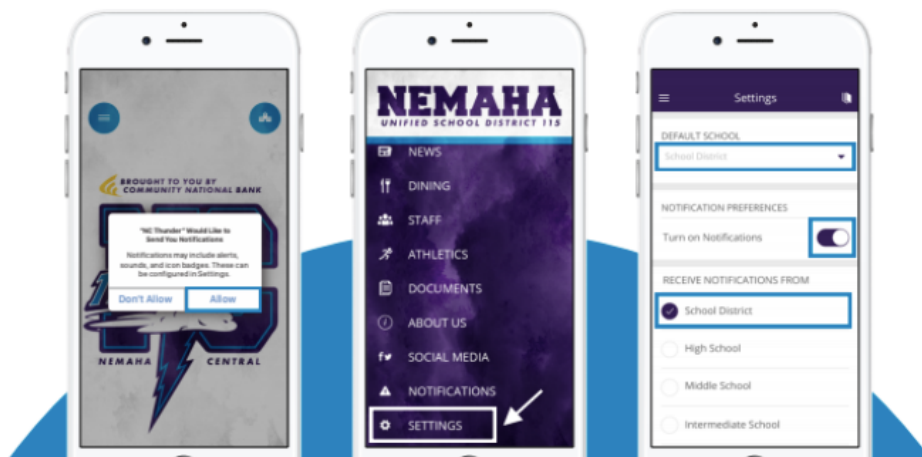 BROUGHT TO YOU BY
COMMUNITY NATIONAL BANK
"NC Thunder" Would Like to
Send You Notifications
Notifications may include alerts,
sounds, and icon badges. These can
be configured in Settings.
Don't Allow
Allow
NEMAHA
CENTRAL
NEMAHA
UNIFIED SCHOOL DISTRICT 115
NEWS
DINING
STAFF
ATHLETICS
DOCUMENTS
ABOUT US
SOCIAL MEDIA
NOTIFICATIONS
SETTINGS
Settings
DEFAULT SCHOOL
School District
NOTIFICATION PREFERENCES
Turn on Notifications
RECEIVE NOTIFICATIONS FROM
School District
High School
Middle School
Intermediate School